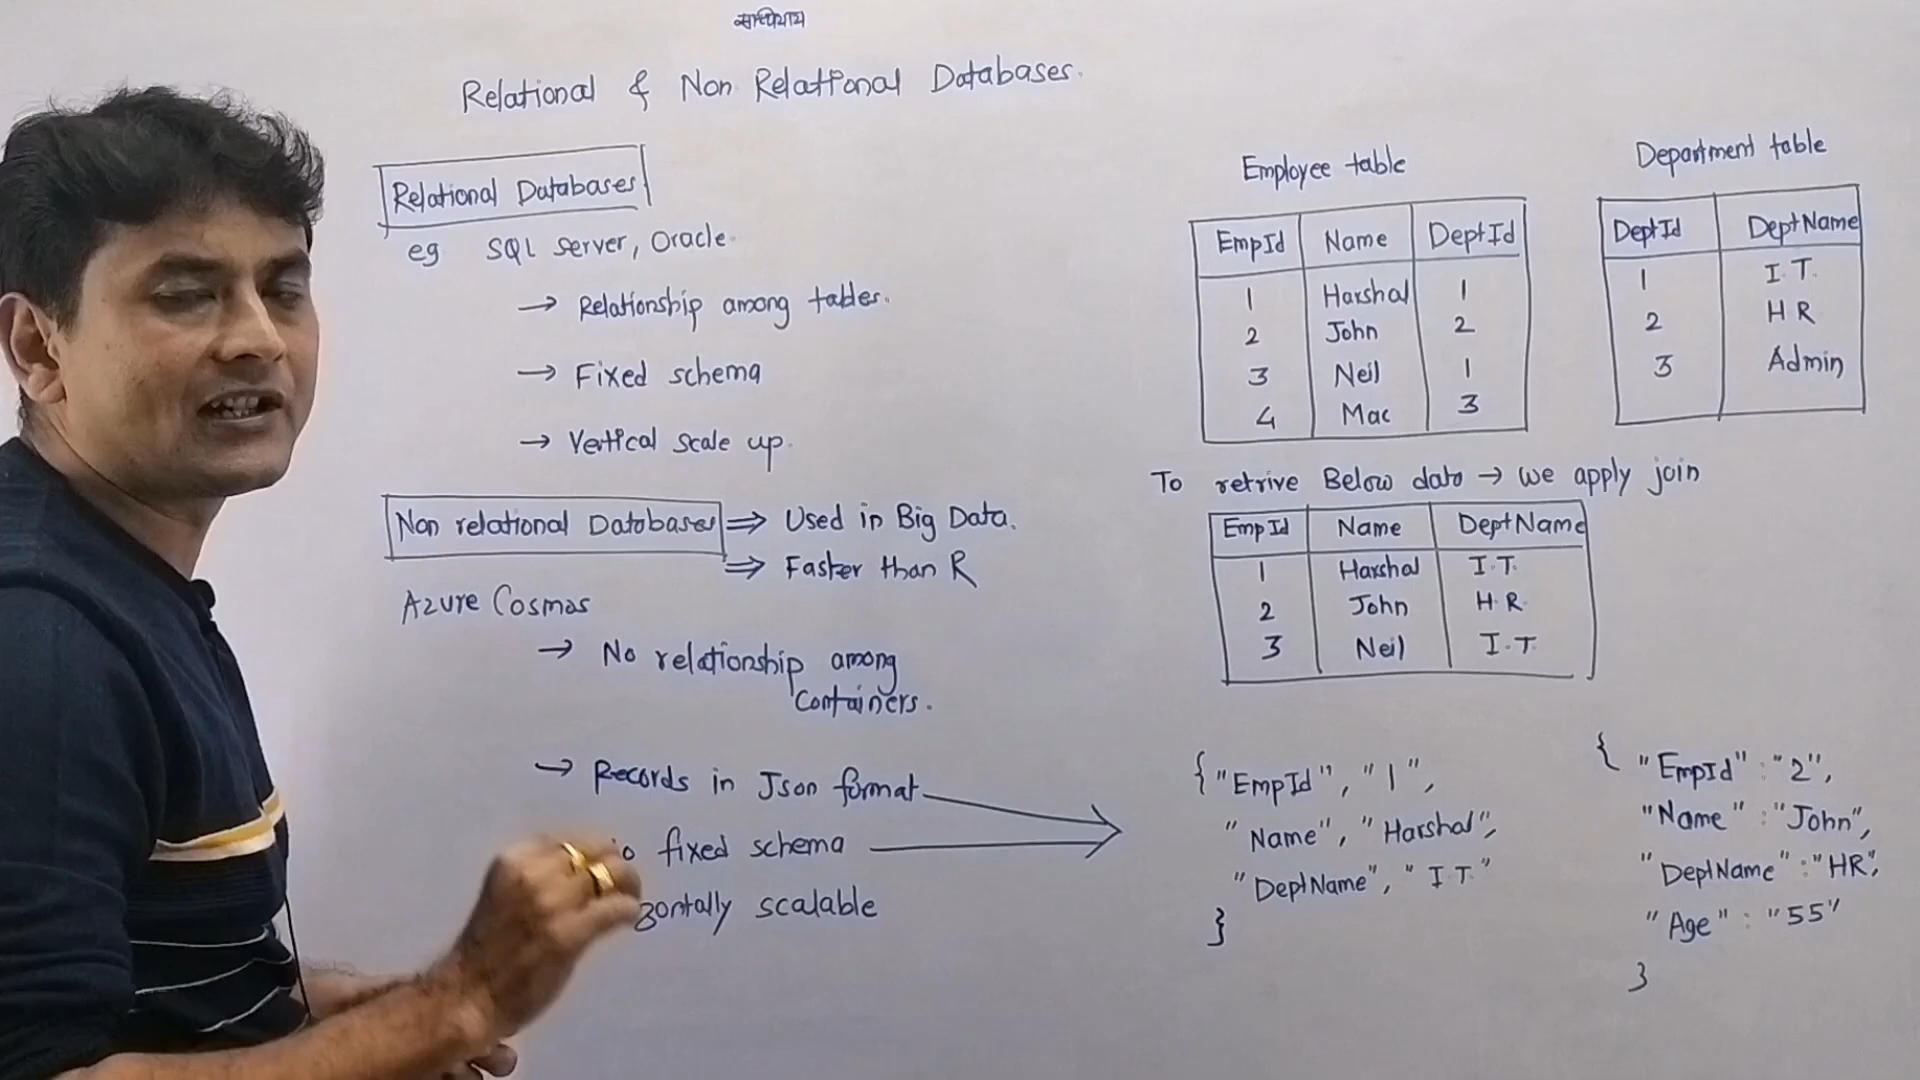 Relational & Non Relational Databases.
Relational Databases
eg SQL Server, Oracle.
→ Relationship among tables.
→ Fixed schema
→ Vertical scale up.
Non relational Databases ⇒ Used in Big Data.
⇒ Faster than R
Azure Cosmos
→ No relationship among
containers.
→ Records in Json format
fixed schema
scalable
Employee table
EmpId Name DeptId
1 Harshal 1
2 John 2
3 Neil 1
4 Mac 3
Department table
DeptId DeptName
1 I.T.
2 HR
3 Admin
To retrive Below data → we apply join
EmpId Name DeptName
1 Harshal I.T.
2 John H.R.
3 Neil I.T
{"EmpId", "1",
"Name", "Harshal",
"DeptName", "I.T."
}
{ "EmpId" : "2",
"Name" : "John",
"DeptName" : "HR",
"Age" : "55"
}